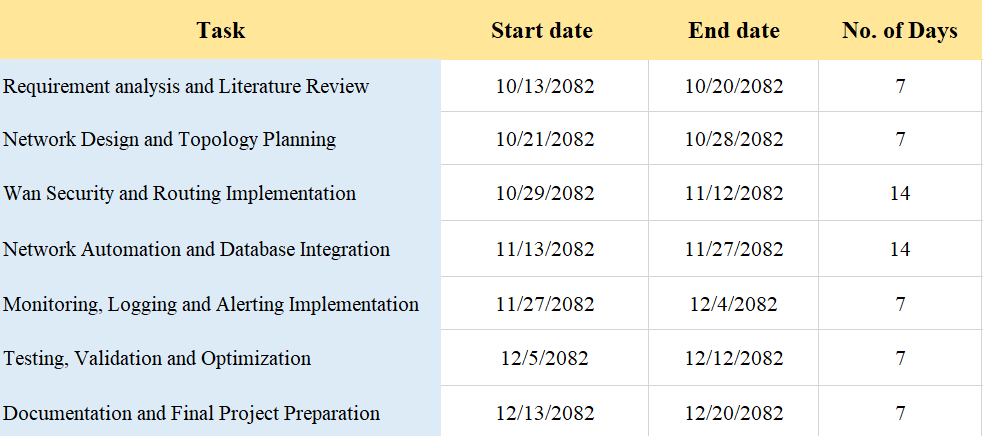 Task Start date End date No. of Days
Requirement analysis and Literature Review 10/13/2082 10/20/2082 7
Network Design and Topology Planning 10/21/2082 10/28/2082 7
Wan Security and Routing Implementation 10/29/2082 11/12/2082 14
Network Automation and Database Integration 11/13/2082 11/27/2082 14
Monitoring, Logging and Alerting Implementation 11/27/2082 12/4/2082 7
Testing, Validation and Optimization 12/5/2082 12/12/2082 7
Documentation and Final Project Preparation 12/13/2082 12/20/2082 7